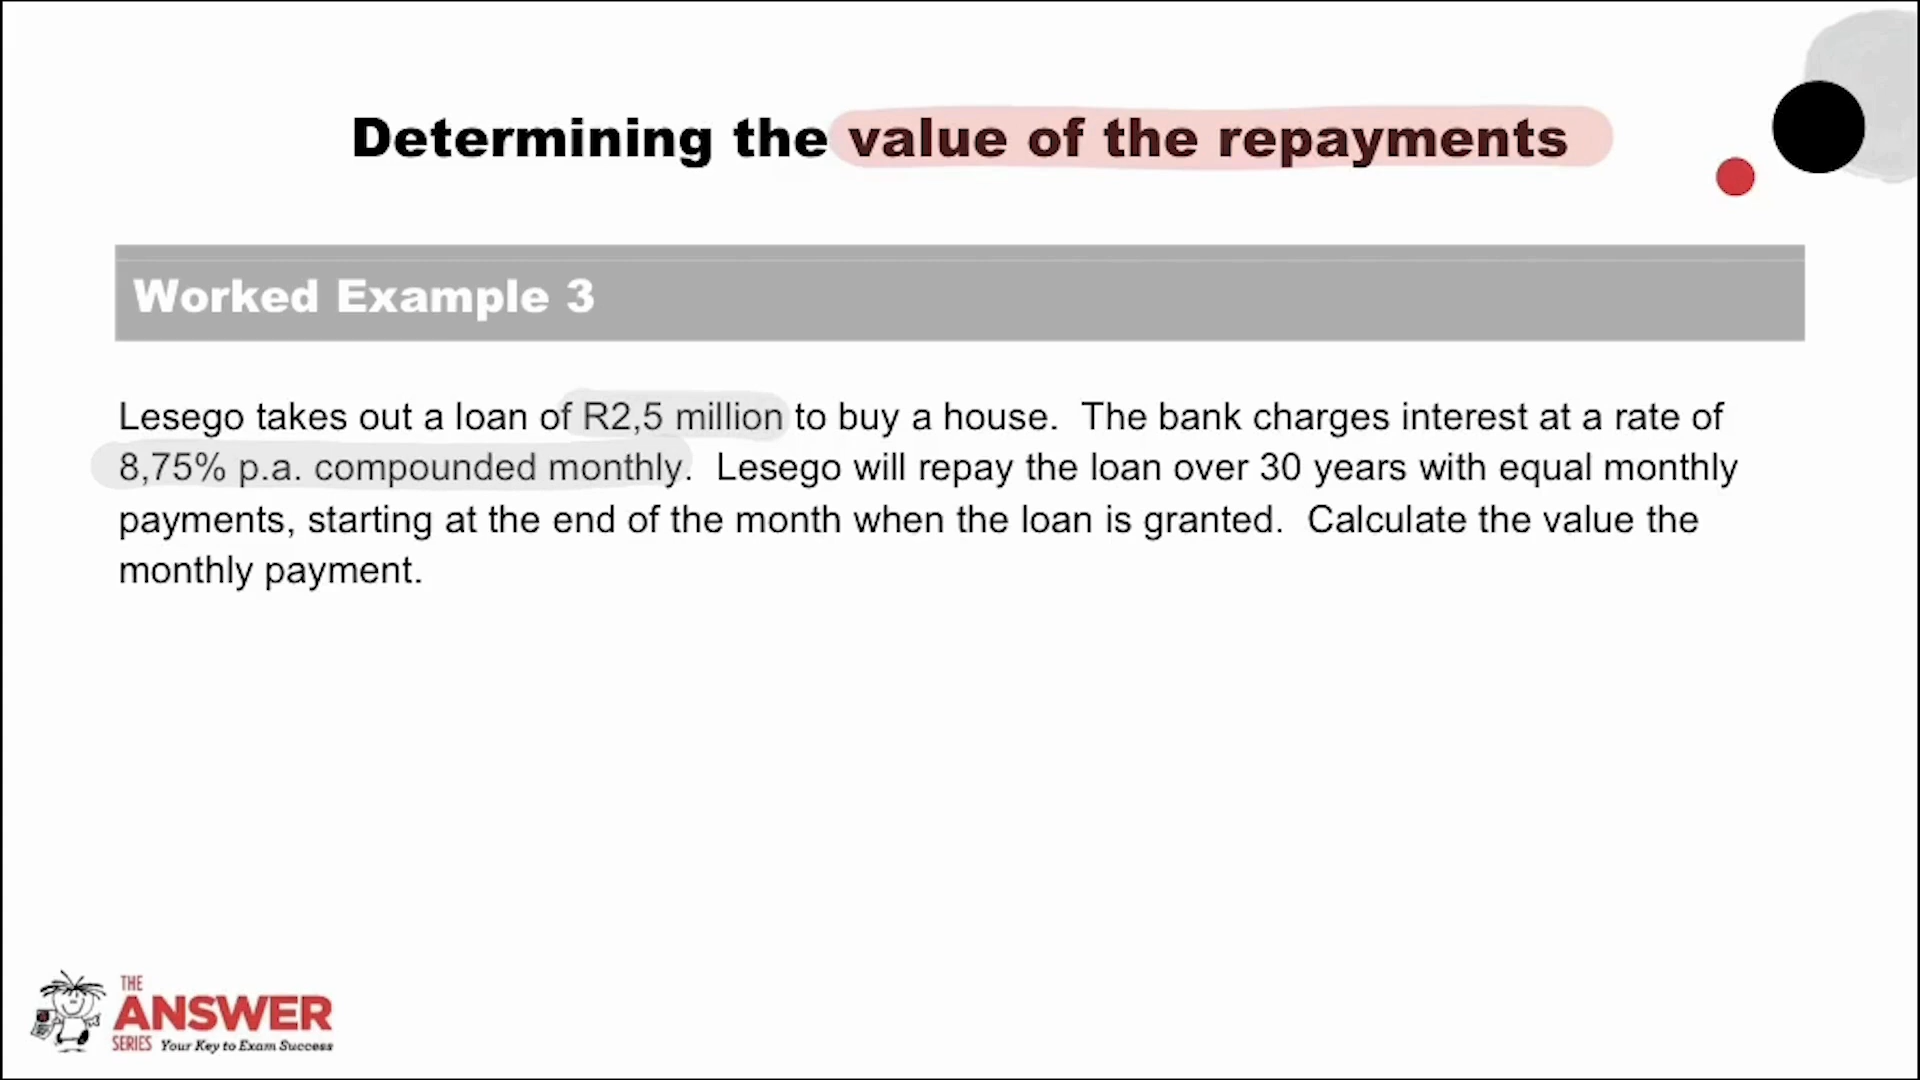 Determining the value of the repayments
Worked Example 3
Lesego takes out a loan of R2,5 million to buy a house. The bank charges interest at a rate of
8,75% p.a. compounded monthly. Lesego will repay the loan over 30 years with equal monthly
payments, starting at the end of the month when the loan is granted. Calculate the value the
monthly payment.
THE
ANSWER
SERIES Your Key to Exam Success